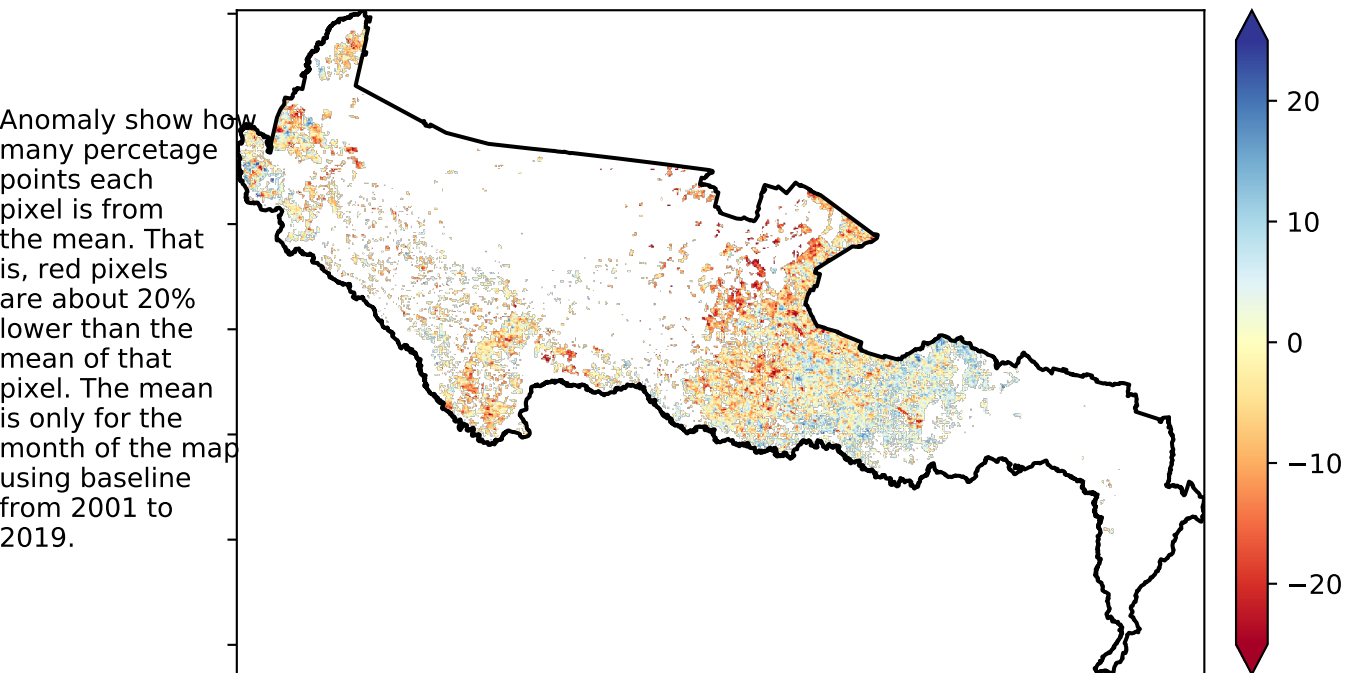 Anomaly show how
many percetage
points each
pixel is from
the mean. That
is, red pixels
are about 20%
lower than the
mean of that
pixel. The mean
is only for the
month of the map
using baseline
from 2001 to
2019.
20
10
0
−10
−20